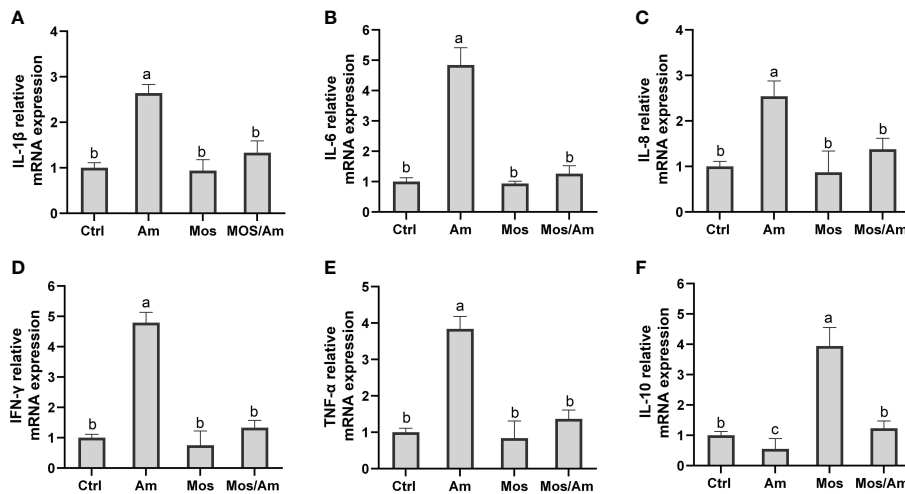 A
IL-1β relative
mRNA expression
4
3
2
1
0
b
a
b
b
Ctrl
Am
Mos
MOS/Am
B
IL-6 relative
mRNA expression
6
5
4
3
2
1
0
b
a
b
b
Ctrl
Am
Mos
Mos/Am
C
IL-8 relative
mRNA expression
4
3
2
1
0
b
a
b
b
Ctrl
Am
Mos
Mos/Am
D
IFN-γ relative
mRNA expression
6
5
4
3
2
1
0
b
a
b
b
Ctrl
Am
Mos
Mos/Am
E
TNF-α relative
mRNA expression
5
4
3
2
1
0
b
a
b
b
Ctrl
Am
Mos
Mos/Am
F
IL-10 relative
mRNA expression
6
5
4
3
2
1
0
b
c
a
b
Ctrl
Am
Mos
Mos/Am